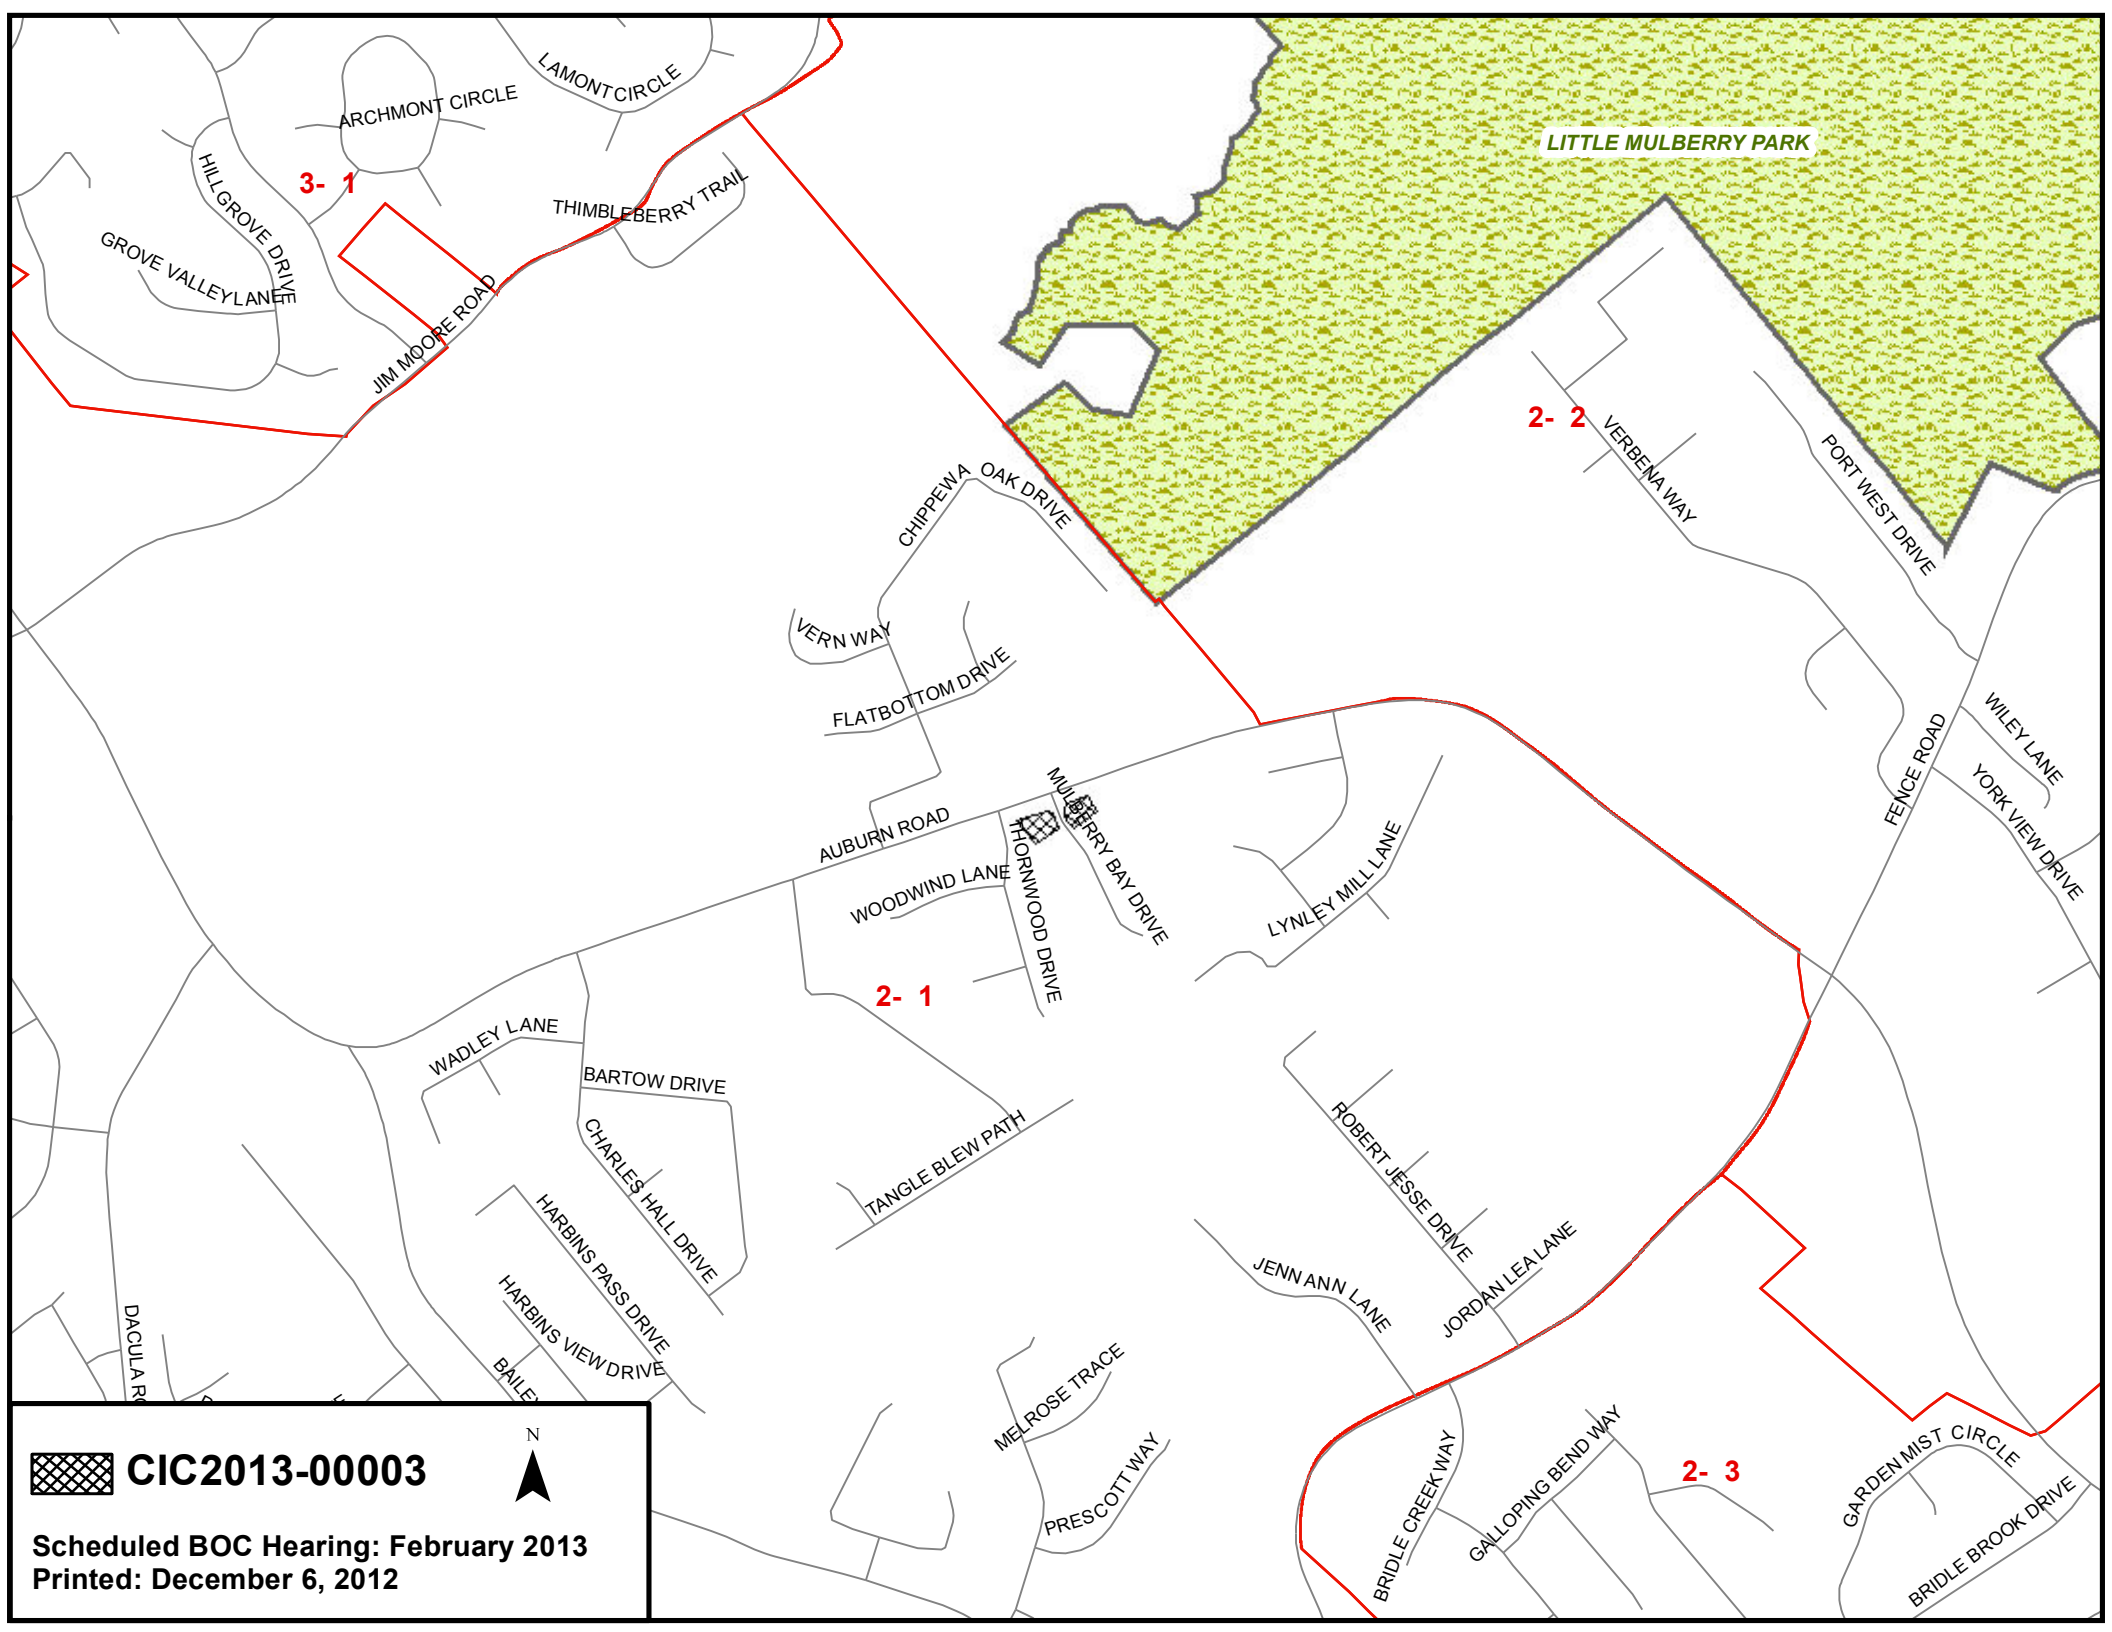 LAMONT CIRCLE
ARCHMONT CIRCLE
LITTLE MULBERRY PARK
3- 1
HILLGROVE DRIVE
THIMBLEBERRY TRAIL
GROVE VALLEY LANE
JIM MOORE ROAD
2- 2
VERBENA WAY
PORT WEST DRIVE
CHIPPEWA OAK DRIVE
VERN WAY
FLATBOTTOM DRIVE
WILEY LANE
FENCE ROAD
YORK VIEW DRIVE
MULBERRY BAY DRIVE
AUBURN ROAD
THORNWOOD DRIVE
WOODWIND LANE
LYNLEY MILL LANE
2- 1
WADLEY LANE
BARTOW DRIVE
CHARLES HALL DRIVE
TANGLE BLEW PATH
ROBERT JESSE DRIVE
HARBINS PASS DRIVE
JENN ANN LANE
JORDAN LEA LANE
HARBINS VIEW DRIVE
DACULA RO
BAILEY
MELROSE TRACE
PRESCOTT WAY
BRIDLE CREEK WAY
GALLOPING BEND WAY
2- 3
GARDEN MIST CIRCLE
BRIDLE BROOK DRIVE
N
CIC2013-00003
Scheduled BOC Hearing: February 2013
Printed: December 6, 2012